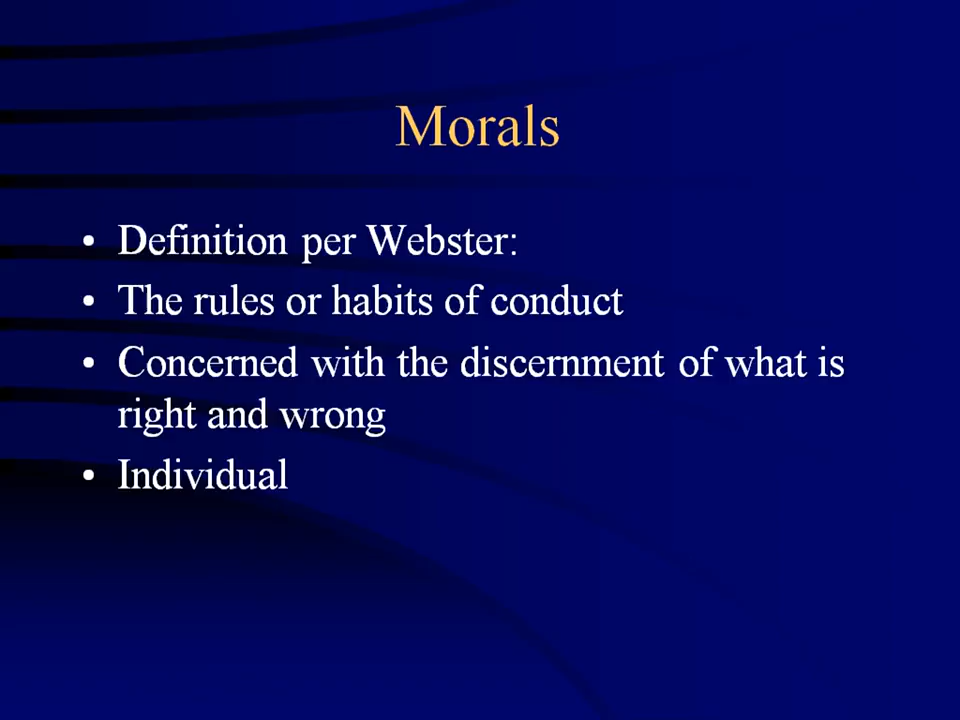 Morals
• Definition per Webster:
• The rules or habits of conduct
• Concerned with the discernment of what is
right and wrong
• Individual